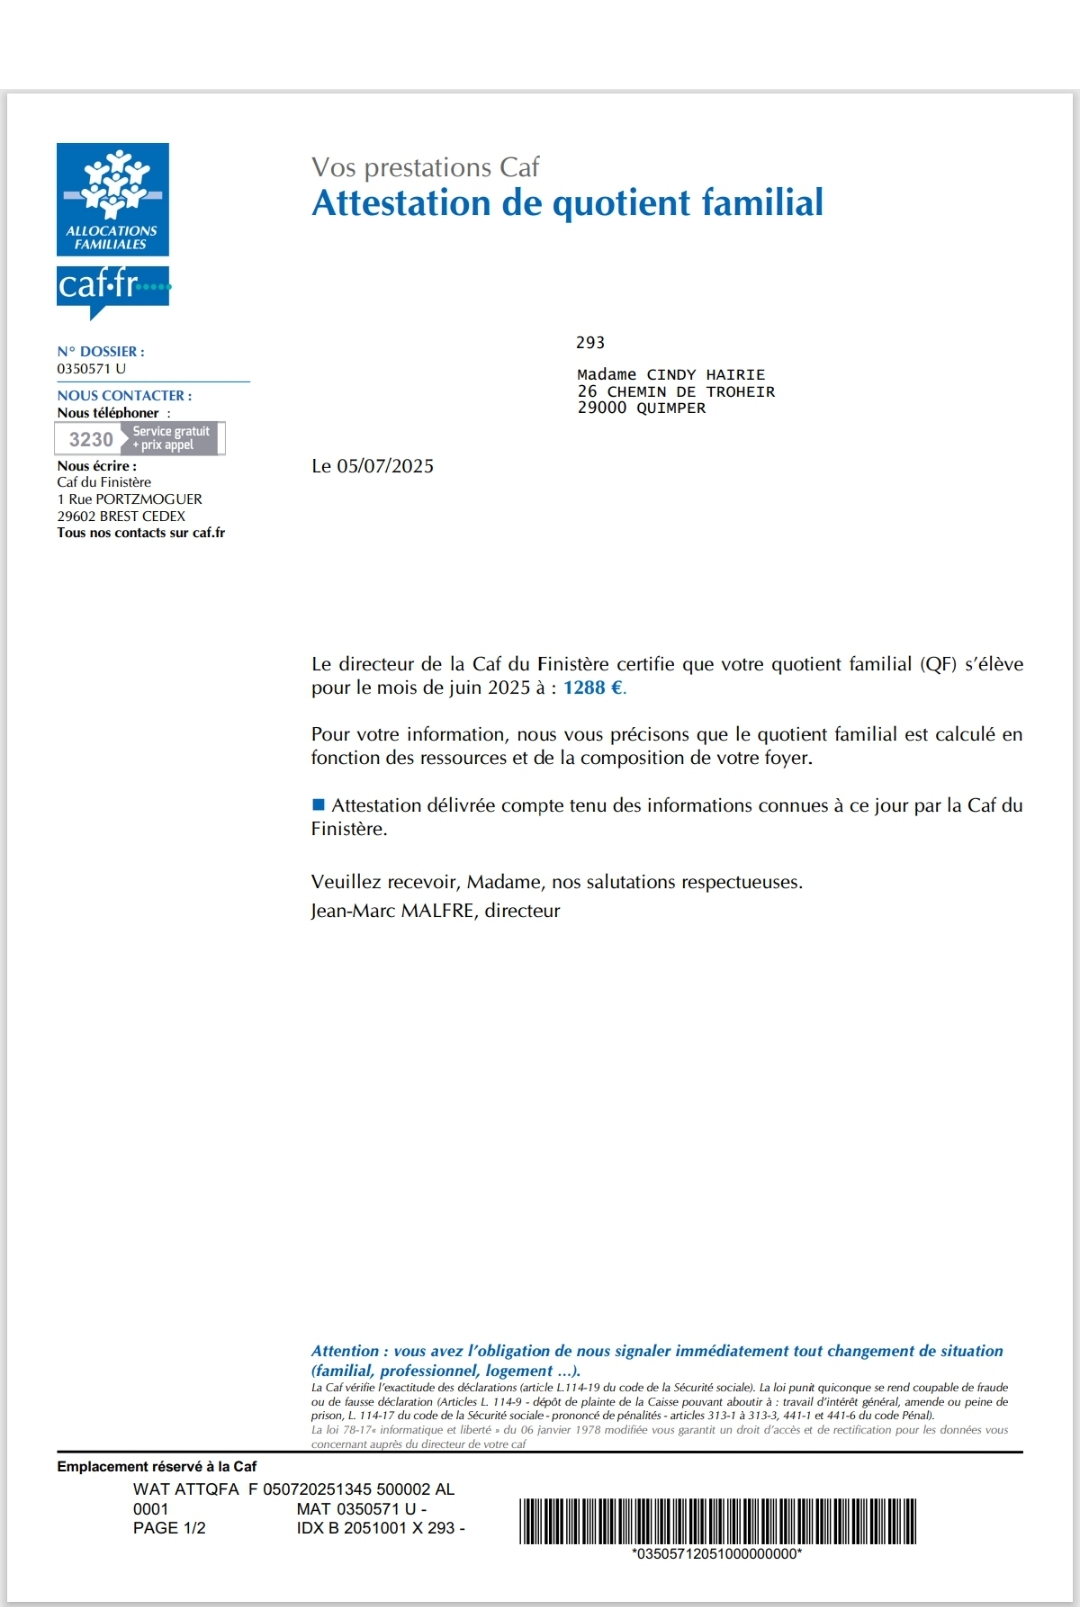 Vos prestations Caf
Attestation de quotient familial
ALLOCATIONS
FAMILIALES
caf.fr
N° DOSSIER :
0350571 U
NOUS CONTACTER :
Nous téléphoner :
3230 Service gratuit
+ prix appel
Nous écrire :
Caf du Finistère
1 Rue PORTZMOGUER
29602 BREST CEDEX
Tous nos contacts sur caf.fr
293
Madame CINDY HAIRIE
26 CHEMIN DE TROHEIR
29000 QUIMPER
Le 05/07/2025
Le directeur de la Caf du Finistère certifie que votre quotient familial (QF) s'élève
pour le mois de juin 2025 à : 1288 €.
Pour votre information, nous vous précisons que le quotient familial est calculé en
fonction des ressources et de la composition de votre foyer.
■ Attestation délivrée compte tenu des informations connues à ce jour par la Caf du
Finistère.
Veuillez recevoir, Madame, nos salutations respectueuses.
Jean-Marc MALFRE, directeur
Attention : vous avez l'obligation de nous signaler immédiatement tout changement de situation
(familial, professionnel, logement ...).
La Caf vérifie l'exactitude des déclarations (article L.114-19 du code de la Sécurité sociale). La loi punit quiconque se rend coupable de fraude
ou de fausse déclaration (Articles L. 114-9 - dépôt de plainte de la Caisse pouvant aboutir à : travail d'intérêt général, amende ou peine de
prison, L. 114-17 du code de la Sécurité sociale - prononcé de pénalités - articles 313-1 à 313-3, 441-1 et 441-6 du code Pénal).
La loi 78-17« informatique et liberté » du 06 janvier 1978 modifiée vous garantit un droit d'accès et de rectification pour les données vous
concernant auprès du directeur de votre caf
Emplacement réservé à la Caf
WAT ATTQFA F 050720251345 500002 AL
0001 MAT 0350571 U -
PAGE 1/2 IDX B 2051001 X 293 -
*03505712051000000000*